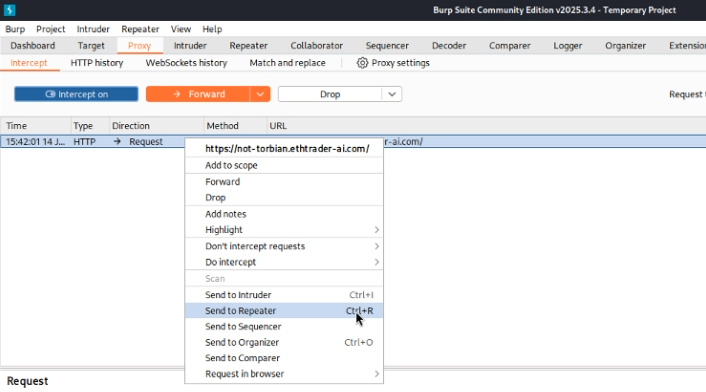 Burp Suite Community Edition v2025.3.4 - Temporary Project
Burp Project Intruder Repeater View Help
Dashboard Target Proxy Intruder Repeater Collaborator Sequencer Decoder Comparer Logger Organizer Extensio
Intercept HTTP history WebSockets history Match and replace Proxy settings
Intercept on Forward Drop Request
Time Type Direction Method URL
15:42:01 14 J... HTTP → Request r-ai.com/
https://not-torbian.ethtrader-ai.com/
Add to scope
Forward
Drop
Add notes
Highlight
Don't intercept requests
Do intercept
Scan
Send to Intruder Ctrl+I
Send to Repeater Ctrl+R
Send to Sequencer
Send to Organizer Ctrl+O
Send to Comparer
Request in browser
Request